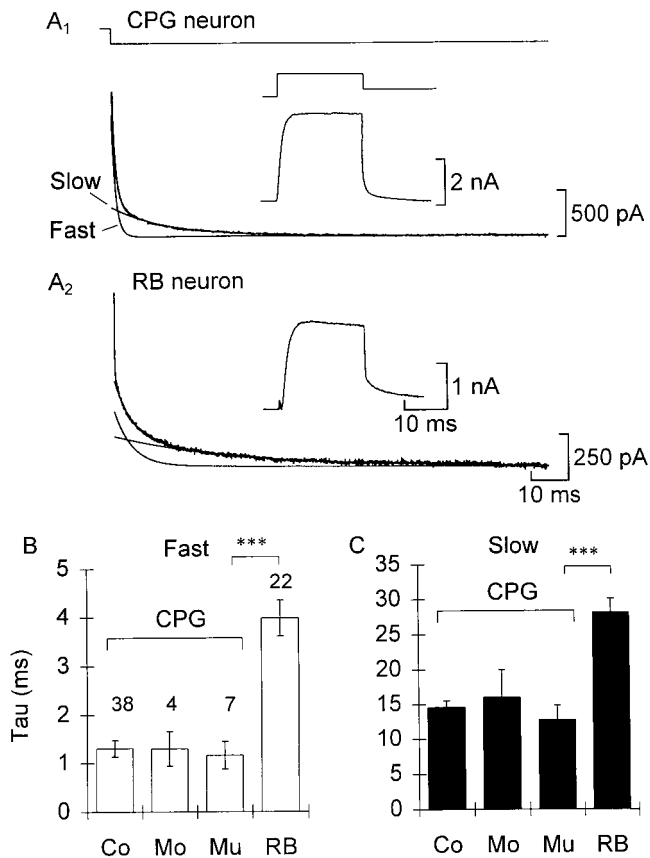 A1 CPG neuron
2 nA
Slow
500 pA
Fast
A2 RB neuron
1 nA
10 ms
250 pA
10 ms
B Fast ***
C Slow ***
5
4
3
2
1
0
Tau (ms)
CPG
38 4 7 22
Co Mo Mu RB
35
30
25
20
15
10
5
0
CPG
Co Mo Mu RB